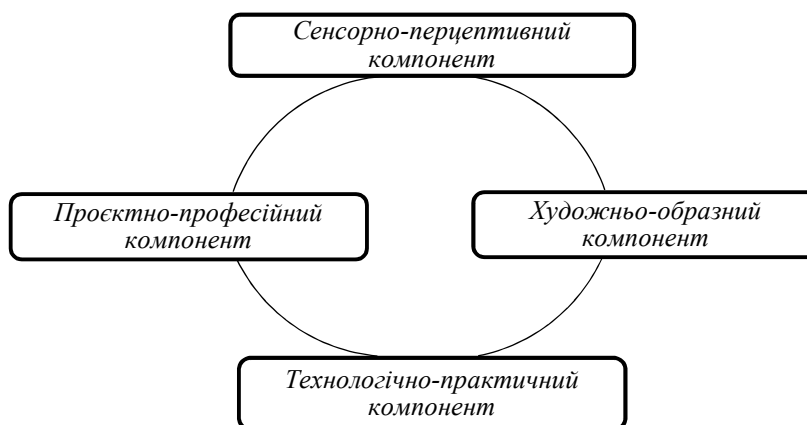 Сенсорно-перцептивний
компонент
Проєктно-професійний
компонент
Художньо-образний
компонент
Технологічно-практичний
компонент